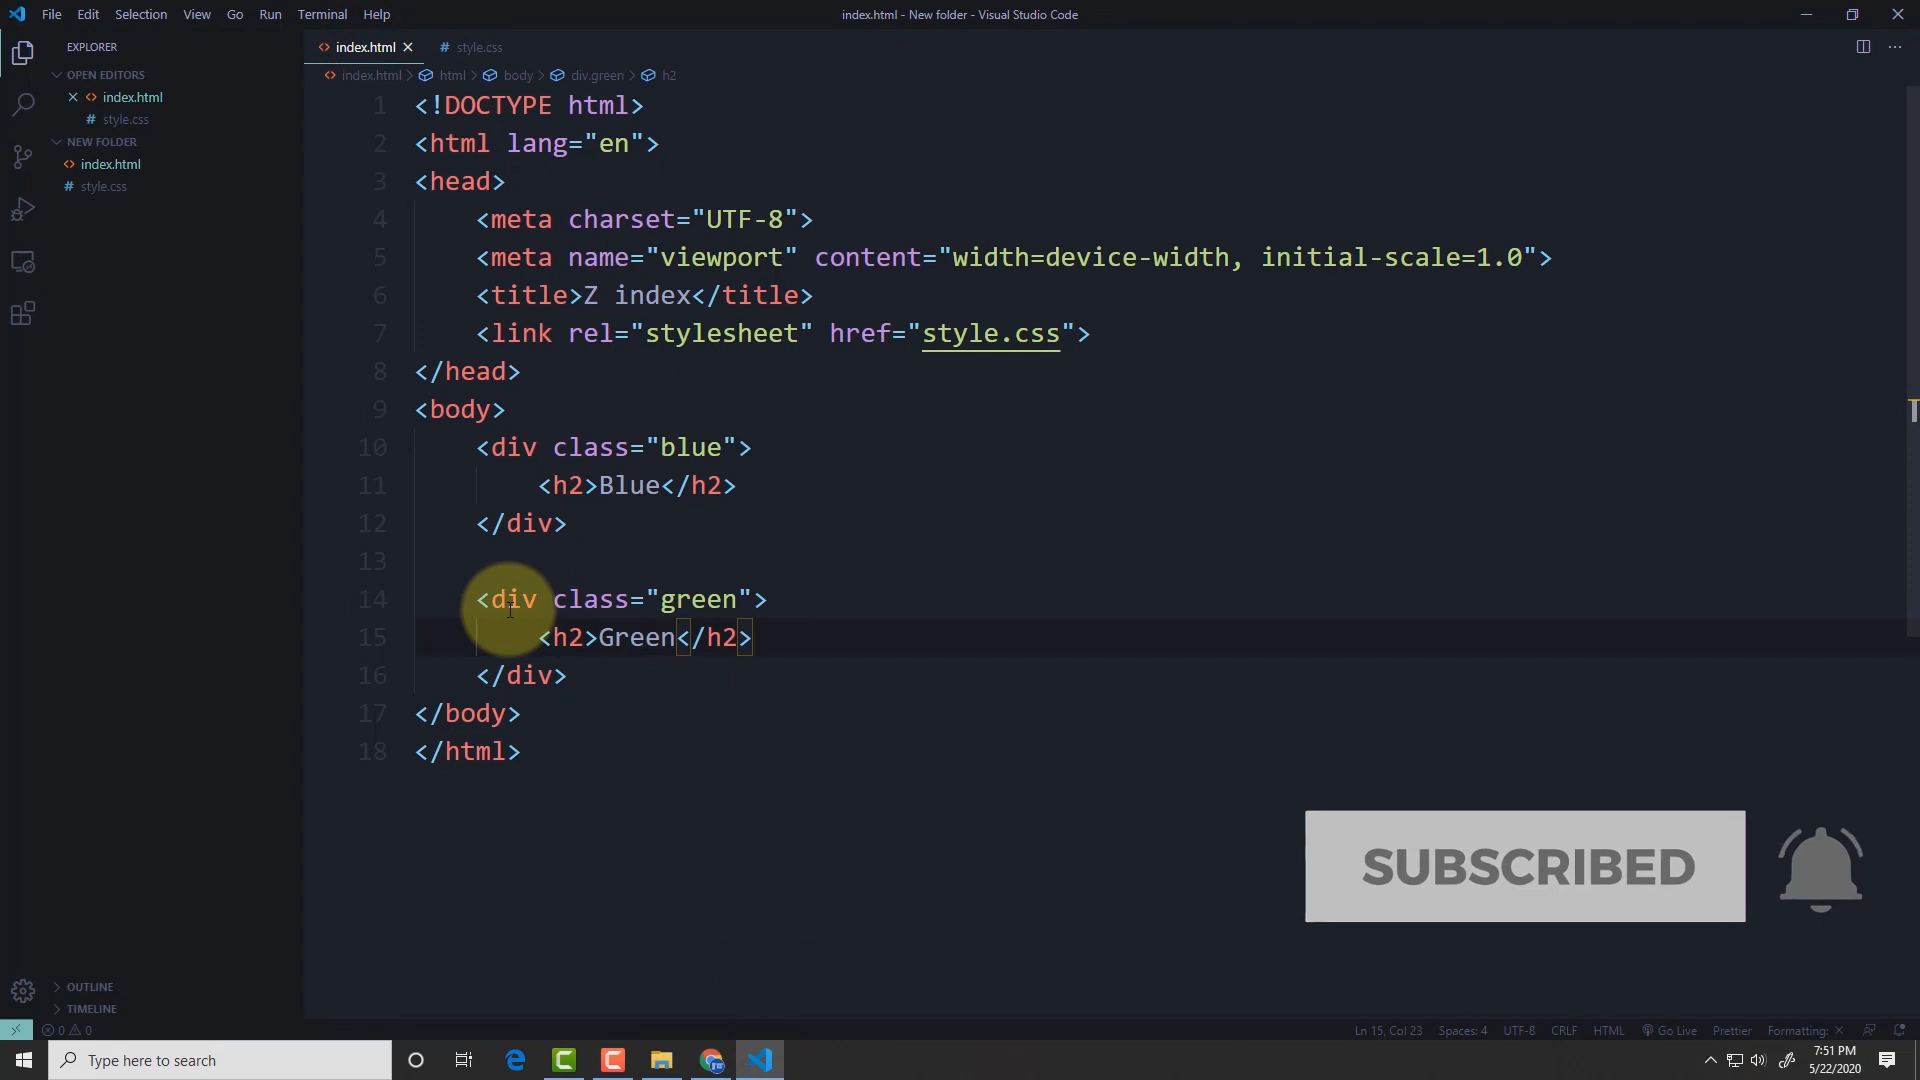 File Edit Selection View Go Run Terminal Help
index.html - New folder - Visual Studio Code
EXPLORER
OPEN EDITORS
index.html
style.css
NEW FOLDER
index.html
style.css
OUTLINE
TIMELINE
index.html
style.css
index.html > html > body > div.green > h2
1 <!DOCTYPE html>
2 <html lang="en">
3 <head>
4 <meta charset="UTF-8">
5 <meta name="viewport" content="width=device-width, initial-scale=1.0">
6 <title>Z index</title>
7 <link rel="stylesheet" href="style.css">
8 </head>
9 <body>
10 <div class="blue">
11 <h2>Blue</h2>
12 </div>
13
14 <div class="green">
15 <h2>Green</h2>
16 </div>
17 </body>
18 </html>
SUBSCRIBED
0 0
Ln 15, Col 23 Spaces: 4 UTF-8 CRLF HTML Go Live Prettier Formatting: ×
Type here to search
7:51 PM
5/22/2020